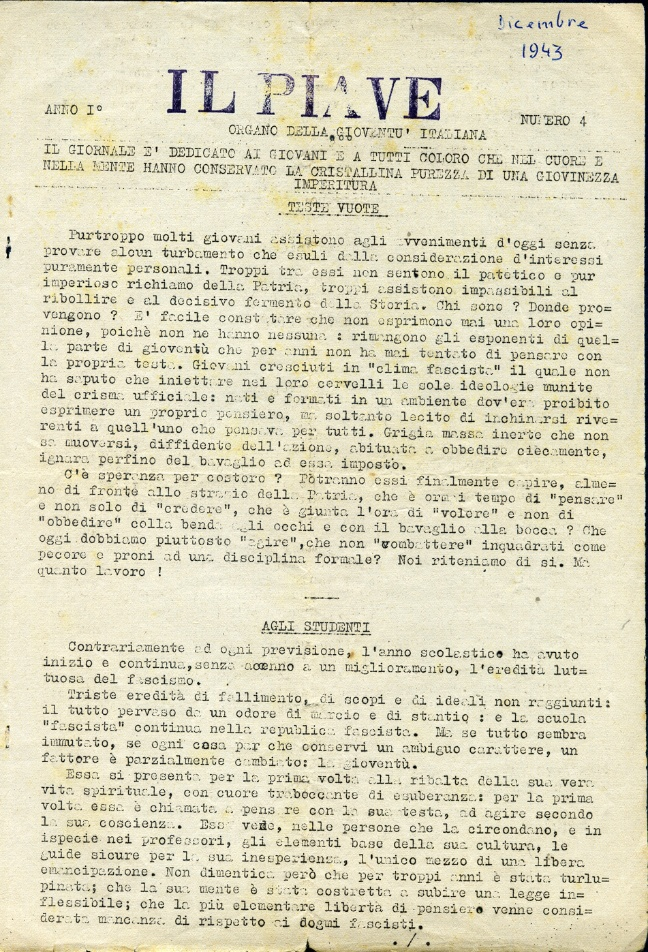 Dicembre
1943
IL PIAVE
ANNO I° NUMERO 4
ORGANO DELLA GIOVENTU' ITALIANA
IL GIORNALE E' DEDICATO AI GIOVANI E A TUTTI COLORO CHE NEL CUORE E
NELLA MENTE HANNO CONSERVATO LA CRISTALLINA PUREZZA DI UNA GIOVINEZZA
IMPERITURA
TESTE VUOTE
Purtroppo molti giovani assistono agli avvenimenti d'oggi senza
provare alcun turbamento che esuli dalla considerazione d'interessi
puramente personali. Troppi tra essi non sentono il patetico e pur
imperioso richiamo della Patria, troppi assistono impassibili al
ribollire e al decisivo fermento della Storia. Chi sono ? Donde pro=
vengono ? E' facile constatare che non esprimono mai una loro opi=
nione, poichè non ne hanno nessuna : rimangono gli esponenti di quel=
la parte di gioventù che per anni non ha mai tentato di pensare con
la propria testa. Giovani cresciuti in "clima fascista" il quale non
ha saputo che iniettare nei loro cervelli le sole ideologie munite
del crisma ufficiale: nati e formati in un ambiente dov'era proibito
esprimere un proprio pensiero, ma soltanto lecito di inchinarsi rive=
renti a quell'uno che pensava per tutti. Grigia massa inerte che non
sa muoversi, diffidente dell'azione, abituata a obbedire ciecamente,
ignara perfino del bavaglio ad essa imposto.
C'è speranza per costoro ? Potranno essi finalmente capire, alme=
no di fronte allo strazio della Patria, che è ormai tempo di "pensare"
e non solo di "credere", che è giunta l'ora di "volere" e non di
"obbedire" colla benda agli occhi e con il bavaglio alla bocca ? Che
oggi dobbiamo piuttosto "agire",che non "combattere" inquadrati come
pecore e proni ad una disciplina formale? Noi riteniamo di si. Ma
quanto lavoro !
AGLI STUDENTI
Contrariamente ad ogni previsione, l'anno scolastico ha avuto
inizio e continua,senza accenno a un miglioramento, l'eredità lut=
tuosa del fascismo.
Triste eredità di fallimento, di scopi e di ideali non raggiunti:
il tutto pervaso da un odore di marcio e di stantio : e la scuola
"fascista" continua nella republica fascista. Ma se tutto sembra
immutato, se ogni cosa par che conservi un ambiguo carattere, un
fattore è parzialmente cambiato: la gioventù.
Essa si presenta per la prima volta alla ribalta della sua vera
vita spirituale, con cuore traboccante di esuberanza: per la prima
volta essa è chiamata a pensare con la sua testa, ad agire secondo
la sua coscienza. Essa vede, nelle persone che la circondano, e in
ispecie nei professori, gli elementi base della sua cultura, le
guide sicure per la sua inesperienza, l'unico mezzo di una libera
emancipazione. Non dimentica però che per troppi anni è stata turlu=
pinata; che la sua mente è stata costretta a subire una legge in=
flessibile; che la più elementare libertà di pensiero venne consi=
derata mancanza di rispetto ai dogmi fascisti.
./.